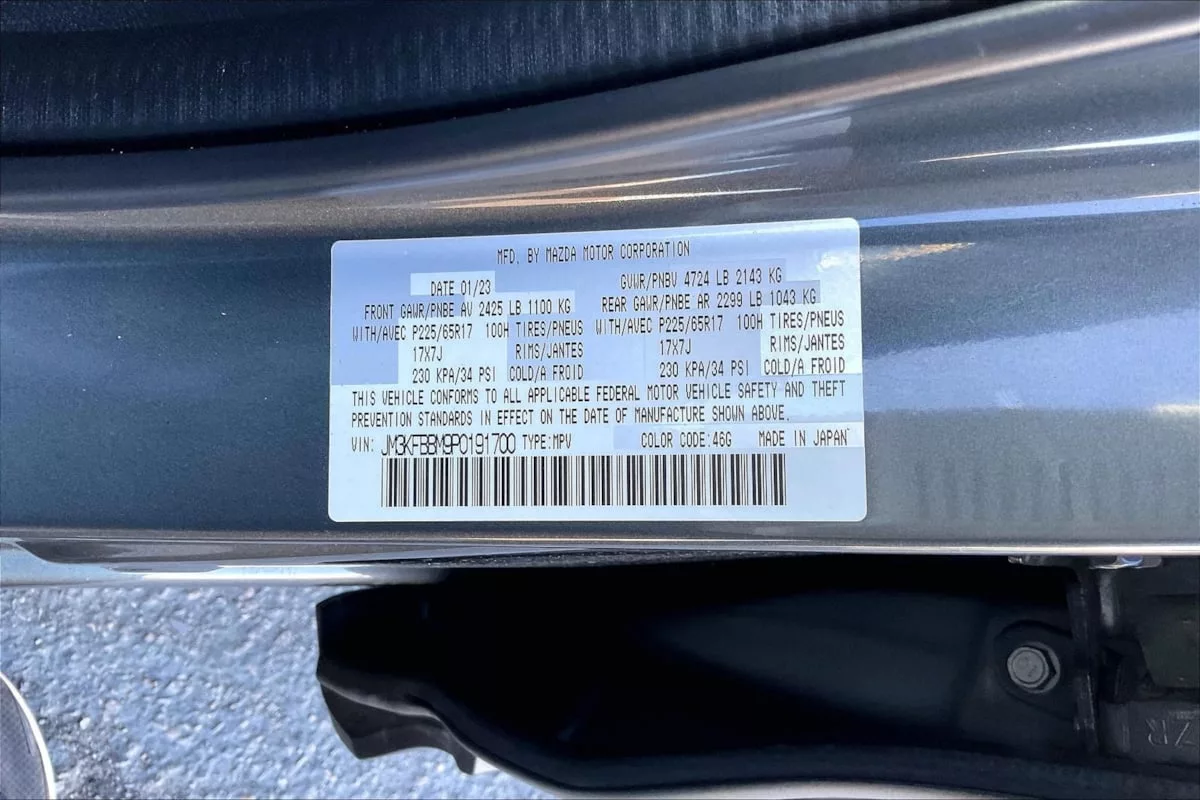 MFD. BY MAZDA MOTOR CORPORATION
DATE 01/23 GVWR/PNBV 4724 LB 2143 KG
FRONT GAWR/PNBE AV 2425 LB 1100 KG REAR GAWR/PNBE AR 2299 LB 1043 KG
WITH/AVEC P225/65R17 100H TIRES/PNEUS WITH/AVEC P225/65R17 100H TIRES/PNEUS
17X7J RIMS/JANTES 17X7J RIMS/JANTES
230 KPA/34 PSI COLD/A FROID 230 KPA/34 PSI COLD/A FROID
THIS VEHICLE CONFORMS TO ALL APPLICABLE FEDERAL MOTOR VEHICLE SAFETY AND THEFT
PREVENTION STANDARDS IN EFFECT ON THE DATE OF MANUFACTURE SHOWN ABOVE.
VIN: JM3KFBBM9P0191700 TYPE:MPV COLOR CODE:46G MADE IN JAPAN